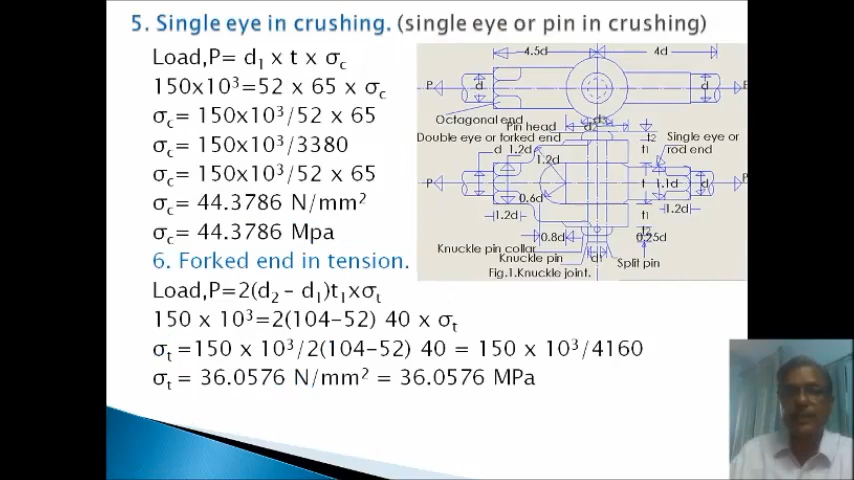 5. Single eye in crushing. (single eye or pin in crushing)
Load,P= d₁ x t x σc
150x10³=52 x 65 x σc
σc= 150x10³/52 x 65
σc= 150x10³/3380
σc= 150x10³/52 x 65
σc= 44.3786 N/mm²
σc= 44.3786 Mpa
6. Forked end in tension.
Load,P=2(d₂ – d₁)t₁xσt
150 x 10³=2(104–52) 40 x σt
σt =150 x 10³/2(104–52) 40 = 150 x 10³/4160
σt = 36.0576 N/mm² = 36.0576 MPa
4.5d 4d
P d d P
Octagonal end
Pin head d3
d2
Double eye or forked end
t2 Single eye or
rod end
d 1.2d t1
1.2d
P t 1.1d d P
0.6d
1.2d t1 1.2d
0.8d t2 0.25d
Knuckle pin collar
Knuckle pin d1 Split pin
Fig.1.Knuckle joint.